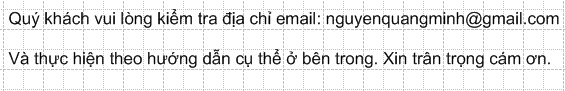 Quý khách vui lòng kiểm tra địa chỉ email: nguyenquangminh@gmail.com
Và thực hiện theo hướng dẫn cụ thể ở bên trong. Xin trân trọng cám ơn.